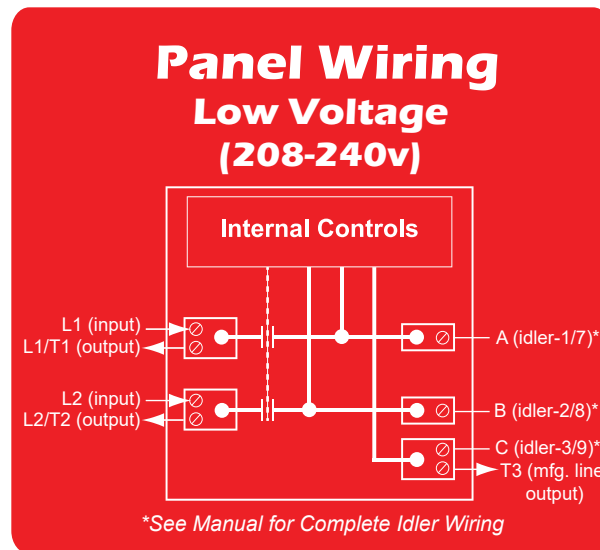 Panel Wiring
Low Voltage
(208-240v)
Internal Controls
L1 (input)
L1/T1 (output)
L2 (input)
L2/T2 (output)
A (idler-1/7)*
B (idler-2/8)*
C (idler-3/9)*
T3 (mfg. line
output)
*See Manual for Complete Idler Wiring